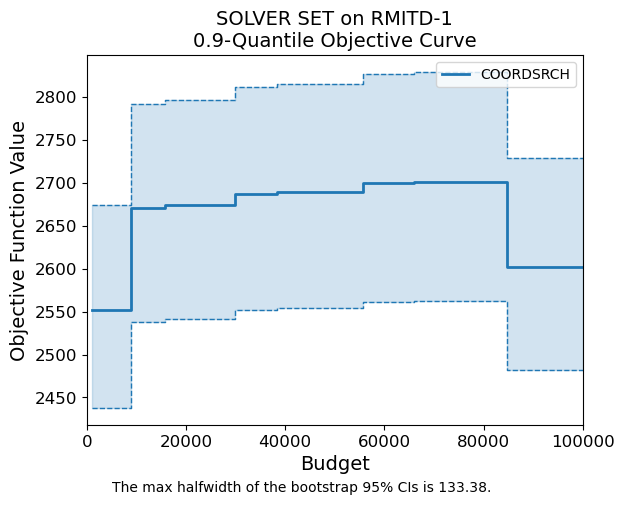 SOLVER SET on RMITD-1
0.9-Quantile Objective Curve
COORDSRCH
Objective Function Value
2800
2750
2700
2650
2600
2550
2500
2450
0 20000 40000 60000 80000 100000
Budget
The max halfwidth of the bootstrap 95% CIs is 133.38.